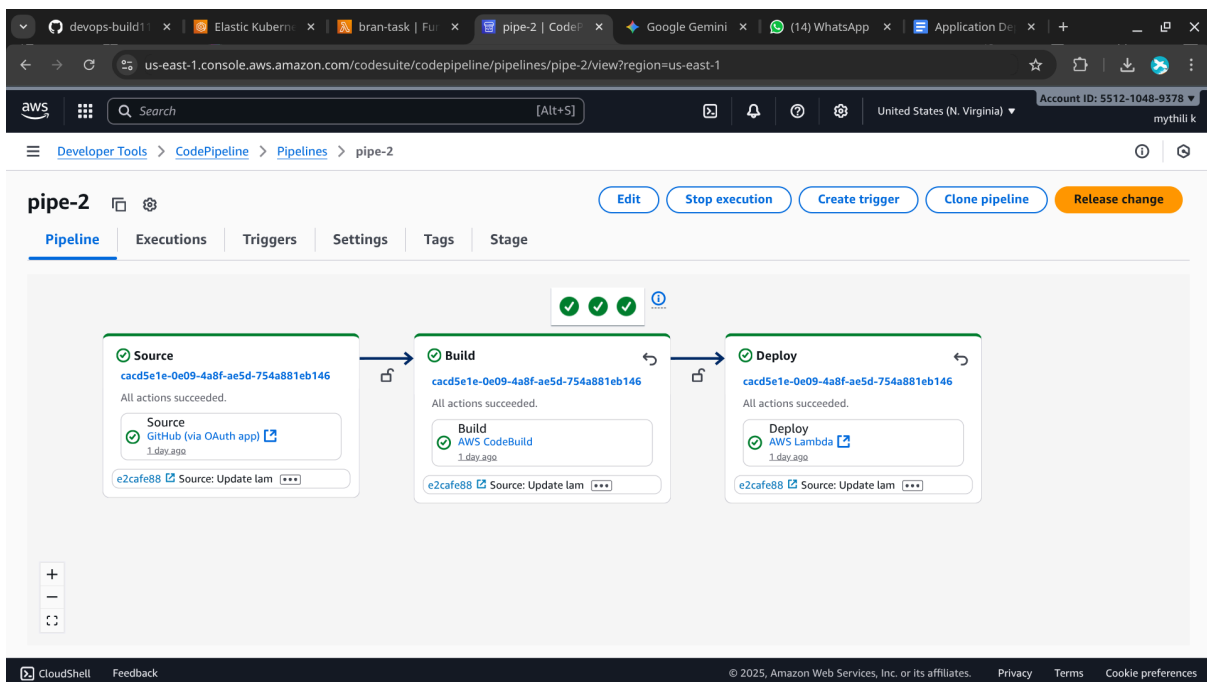 devops-build1
Elastic Kuberne
bran-task | Fur
pipe-2 | CodeP
Google Gemini
(14) WhatsApp
Application De
us-east-1.console.aws.amazon.com/codesuite/codepipeline/pipelines/pipe-2/view?region=us-east-1
aws
Search
[Alt+S]
United States (N. Virginia) ▼
Account ID: 5512-1048-9378 ▼
mythili k
Developer Tools > CodePipeline > Pipelines > pipe-2
pipe-2
Edit
Stop execution
Create trigger
Clone pipeline
Release change
Pipeline
Executions
Triggers
Settings
Tags
Stage
Source
cacd5e1e-0e09-4a8f-ae5d-754a881eb146
All actions succeeded.
Source
GitHub (via OAuth app)
1 day ago
e2cafe88 Source: Update lam
Build
cacd5e1e-0e09-4a8f-ae5d-754a881eb146
All actions succeeded.
Build
AWS CodeBuild
1 day ago
e2cafe88 Source: Update lam
Deploy
cacd5e1e-0e09-4a8f-ae5d-754a881eb146
All actions succeeded.
Deploy
AWS Lambda
1 day ago
e2cafe88 Source: Update lam
CloudShell
Feedback
© 2025, Amazon Web Services, Inc. or its affiliates.
Privacy
Terms
Cookie preferences